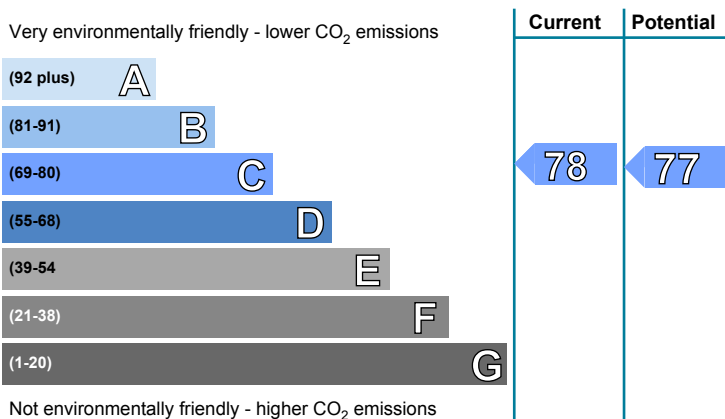 Very environmentally friendly - lower CO2 emissions
Current
Potential
(92 plus) A
(81-91) B
(69-80) C
78
77
(55-68) D
(39-54 E
(21-38) F
(1-20) G
Not environmentally friendly - higher CO2 emissions